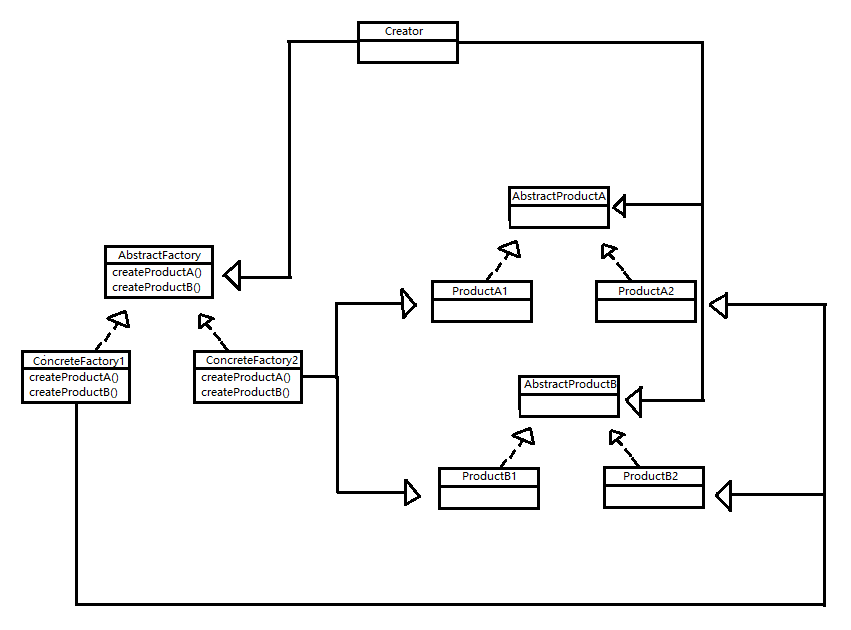 Creator
AbstractProductA
AbstractFactory
createProductA()
createProductB()
ProductA1
ProductA2
ConcreteFactory1
createProductA()
createProductB()
ConcreteFactory2
createProductA()
createProductB()
AbstractProductB
ProductB1
ProductB2